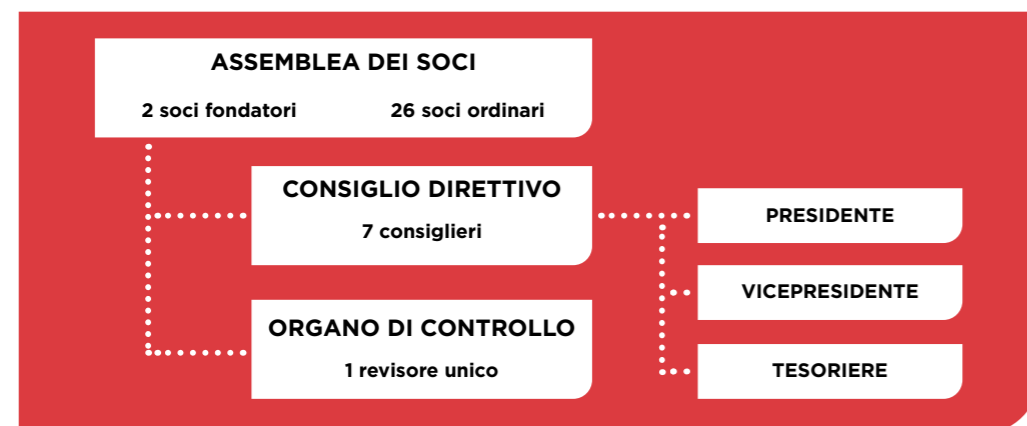 ASSEMBLEA DEI SOCI
2 soci fondatori 26 soci ordinari
CONSIGLIO DIRETTIVO
7 consiglieri
PRESIDENTE
VICEPRESIDENTE
ORGANO DI CONTROLLO
1 revisore unico
TESORIERE